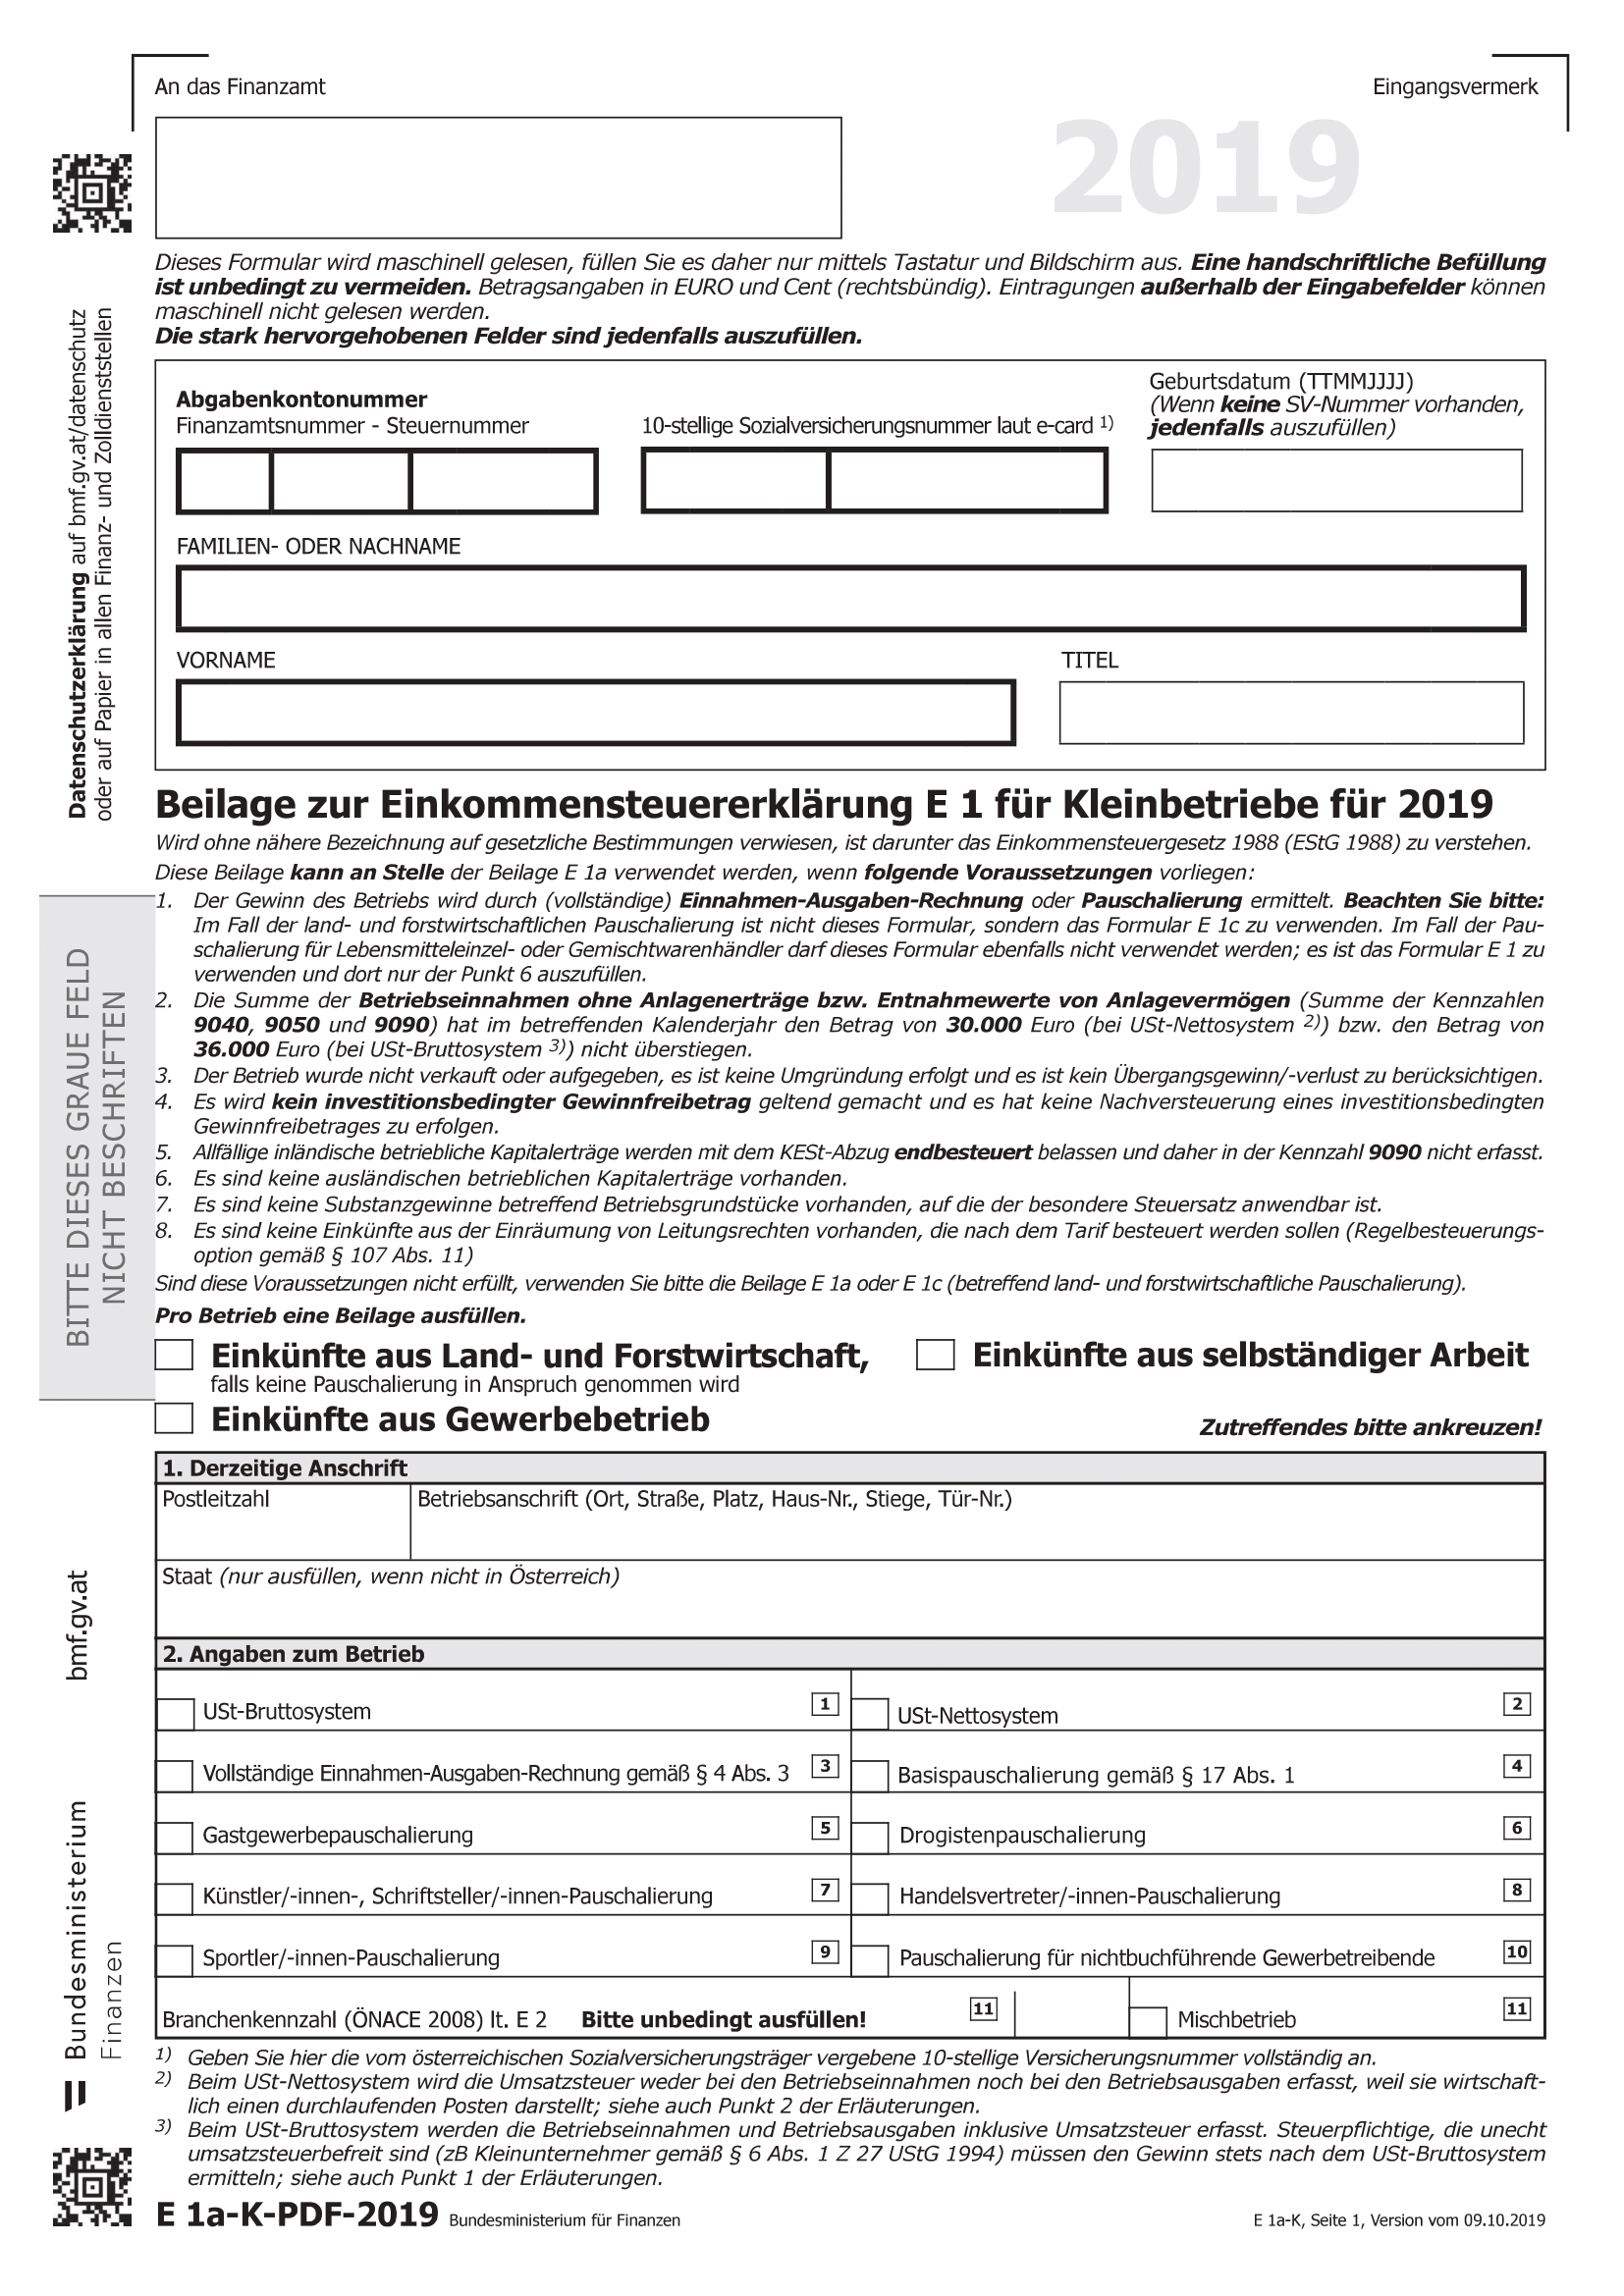 An das Finanzamt
Eingangsvermerk
2019
Dieses Formular wird maschinell gelesen, füllen Sie es daher nur mittels Tastatur und Bildschirm aus. Eine handschriftliche Befüllung
ist unbedingt zu vermeiden. Betragsangaben in EURO und Cent (rechtsbündig). Eintragungen außerhalb der Eingabefelder können
maschinell nicht gelesen werden.
Die stark hervorgehobenen Felder sind jedenfalls auszufüllen.
Abgabenkontonummer
Finanzamtsnummer - Steuernummer
10-stellige Sozialversicherungsnummer laut e-card 1)
Geburtsdatum (TTMMJJJJ)
(Wenn keine SV-Nummer vorhanden,
jedenfalls auszufüllen)
FAMILIEN- ODER NACHNAME
VORNAME
TITEL
Datenschutzerklärung auf bmf.gv.at/datenschutz
oder auf Papier in allen Finanz- und Zolldienststellen
Beilage zur Einkommensteuererklärung E 1 für Kleinbetriebe für 2019
Wird ohne nähere Bezeichnung auf gesetzliche Bestimmungen verwiesen, ist darunter das Einkommensteuergesetz 1988 (EStG 1988) zu verstehen.
Diese Beilage kann an Stelle der Beilage E 1a verwendet werden, wenn folgende Voraussetzungen vorliegen:
1. Der Gewinn des Betriebs wird durch (vollständige) Einnahmen-Ausgaben-Rechnung oder Pauschalierung ermittelt. Beachten Sie bitte:
Im Fall der land- und forstwirtschaftlichen Pauschalierung ist nicht dieses Formular, sondern das Formular E 1c zu verwenden. Im Fall der Pau-
schalierung für Lebensmitteleinzel- oder Gemischtwarenhändler darf dieses Formular ebenfalls nicht verwendet werden; es ist das Formular E 1 zu
verwenden und dort nur der Punkt 6 auszufüllen.
2. Die Summe der Betriebseinnahmen ohne Anlagenerträge bzw. Entnahmewerte von Anlagevermögen (Summe der Kennzahlen
9040, 9050 und 9090) hat im betreffenden Kalenderjahr den Betrag von 30.000 Euro (bei USt-Nettosystem 2)) bzw. den Betrag von
36.000 Euro (bei USt-Bruttosystem 3)) nicht überstiegen.
3. Der Betrieb wurde nicht verkauft oder aufgegeben, es ist keine Umgründung erfolgt und es ist kein Übergangsgewinn/-verlust zu berücksichtigen.
4. Es wird kein investitionsbedingter Gewinnfreibetrag geltend gemacht und es hat keine Nachversteuerung eines investitionsbedingten
Gewinnfreibetrages zu erfolgen.
5. Allfällige inländische betriebliche Kapitalerträge werden mit dem KESt-Abzug endbesteuert belassen und daher in der Kennzahl 9090 nicht erfasst.
6. Es sind keine ausländischen betrieblichen Kapitalerträge vorhanden.
7. Es sind keine Substanzgewinne betreffend Betriebsgrundstücke vorhanden, auf die der besondere Steuersatz anwendbar ist.
8. Es sind keine Einkünfte aus der Einräumung von Leitungsrechten vorhanden, die nach dem Tarif besteuert werden sollen (Regelbesteuerungs-
option gemäß § 107 Abs. 11)
Sind diese Voraussetzungen nicht erfüllt, verwenden Sie bitte die Beilage E 1a oder E 1c (betreffend land- und forstwirtschaftliche Pauschalierung).
Pro Betrieb eine Beilage ausfüllen.
BITTE DIESES GRAUE FELD
NICHT BESCHRIFTEN
Einkünfte aus Land- und Forstwirtschaft,
falls keine Pauschalierung in Anspruch genommen wird
Einkünfte aus selbständiger Arbeit
Einkünfte aus Gewerbebetrieb
Zutreffendes bitte ankreuzen!
1. Derzeitige Anschrift
Postleitzahl
Betriebsanschrift (Ort, Straße, Platz, Haus-Nr., Stiege, Tür-Nr.)
Staat (nur ausfüllen, wenn nicht in Österreich)
2. Angaben zum Betrieb
USt-Bruttosystem 1
USt-Nettosystem 2
Vollständige Einnahmen-Ausgaben-Rechnung gemäß § 4 Abs. 3 3
Basispauschalierung gemäß § 17 Abs. 1 4
Gastgewerbepauschalierung 5
Drogistenpauschalierung 6
Künstler/-innen-, Schriftsteller/-innen-Pauschalierung 7
Handelsvertreter/-innen-Pauschalierung 8
Sportler/-innen-Pauschalierung 9
Pauschalierung für nichtbuchführende Gewerbetreibende 10
Branchenkennzahl (ÖNACE 2008) lt. E 2 Bitte unbedingt ausfüllen! 11
Mischbetrieb 11
1) Geben Sie hier die vom österreichischen Sozialversicherungsträger vergebene 10-stellige Versicherungsnummer vollständig an.
2) Beim USt-Nettosystem wird die Umsatzsteuer weder bei den Betriebseinnahmen noch bei den Betriebsausgaben erfasst, weil sie wirtschaft-
lich einen durchlaufenden Posten darstellt; siehe auch Punkt 2 der Erläuterungen.
3) Beim USt-Bruttosystem werden die Betriebseinnahmen und Betriebsausgaben inklusive Umsatzsteuer erfasst. Steuerpflichtige, die unecht
umsatzsteuerbefreit sind (zB Kleinunternehmer gemäß § 6 Abs. 1 Z 27 UStG 1994) müssen den Gewinn stets nach dem USt-Bruttosystem
ermitteln; siehe auch Punkt 1 der Erläuterungen.
bmf.gv.at
Bundesministerium
Finanzen
E 1a-K-PDF-2019 Bundesministerium für Finanzen
E 1a-K, Seite 1, Version vom 09.10.2019